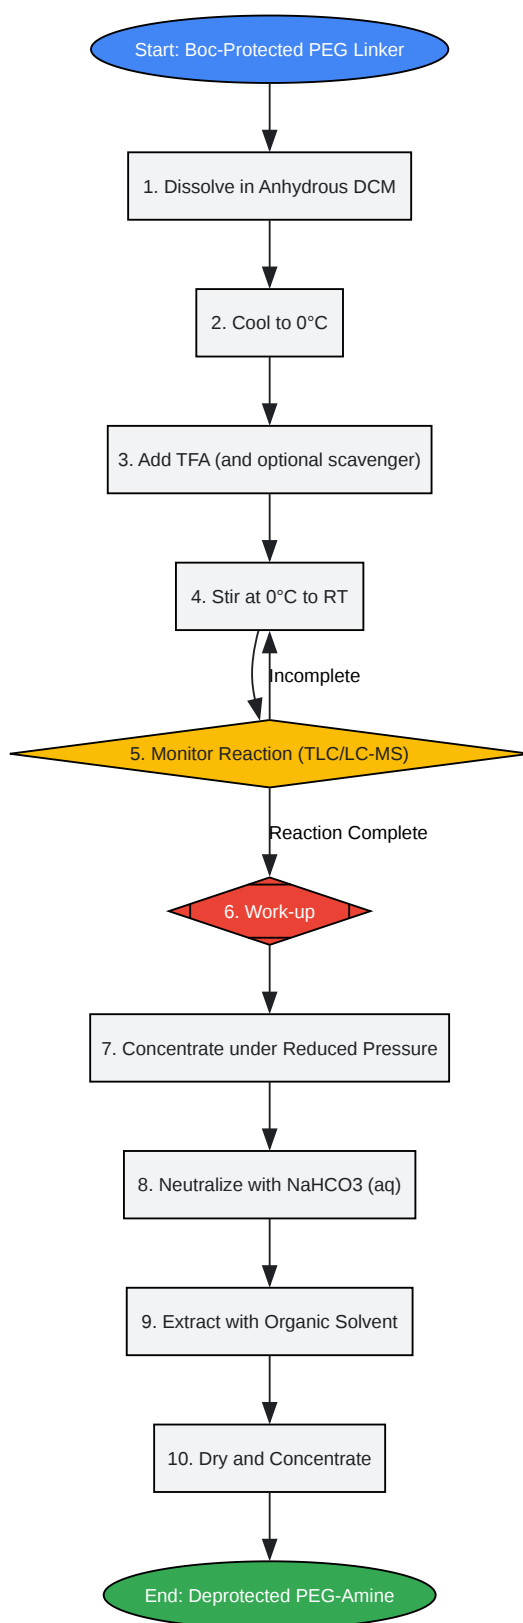 Start: Boc-Protected PEG Linker
1. Dissolve in Anhydrous DCM
2. Cool to 0°C
3. Add TFA (and optional scavenger)
4. Stir at 0°C to RT
Incomplete
5. Monitor Reaction (TLC/LC-MS)
Reaction Complete
6. Work-up
7. Concentrate under Reduced Pressure
8. Neutralize with NaHCO3 (aq)
9. Extract with Organic Solvent
10. Dry and Concentrate
End: Deprotected PEG-Amine